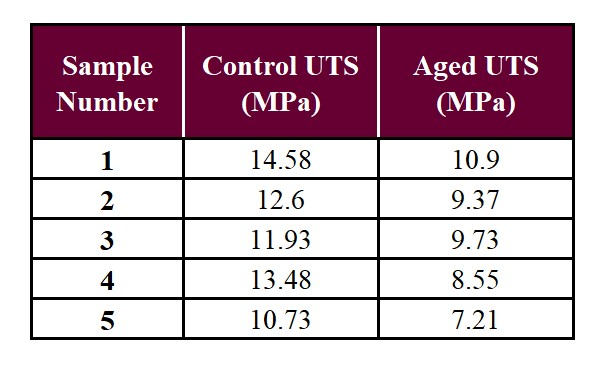 Sample Number Control UTS (MPa) Aged UTS (MPa)
1 14.58 10.9
2 12.6 9.37
3 11.93 9.73
4 13.48 8.55
5 10.73 7.21